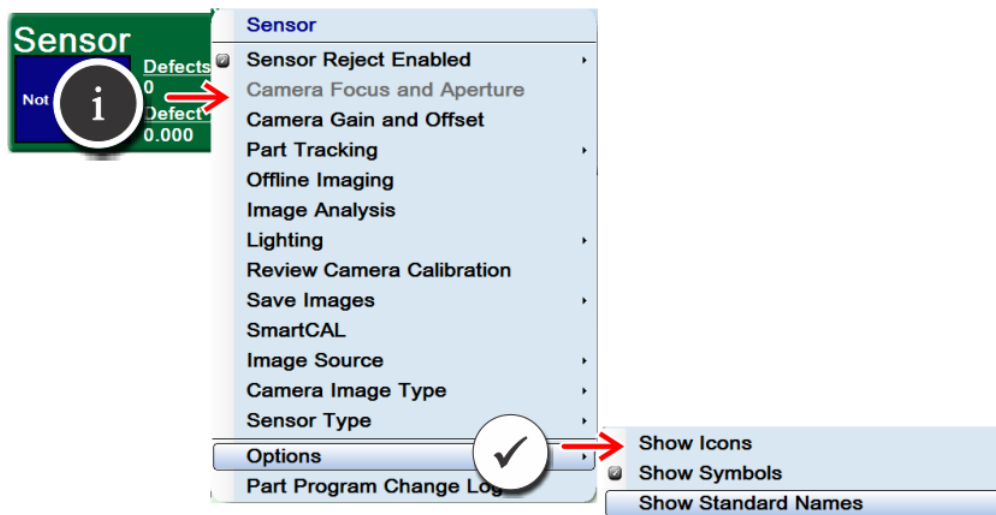 Sensor
Not
Defects
0
Defect
0.000
i
Sensor
Sensor Reject Enabled
Camera Focus and Aperture
Camera Gain and Offset
Part Tracking
Offline Imaging
Image Analysis
Lighting
Review Camera Calibration
Save Images
SmartCAL
Image Source
Camera Image Type
Sensor Type
Options
Part Program Change Log
Show Icons
Show Symbols
Show Standard Names